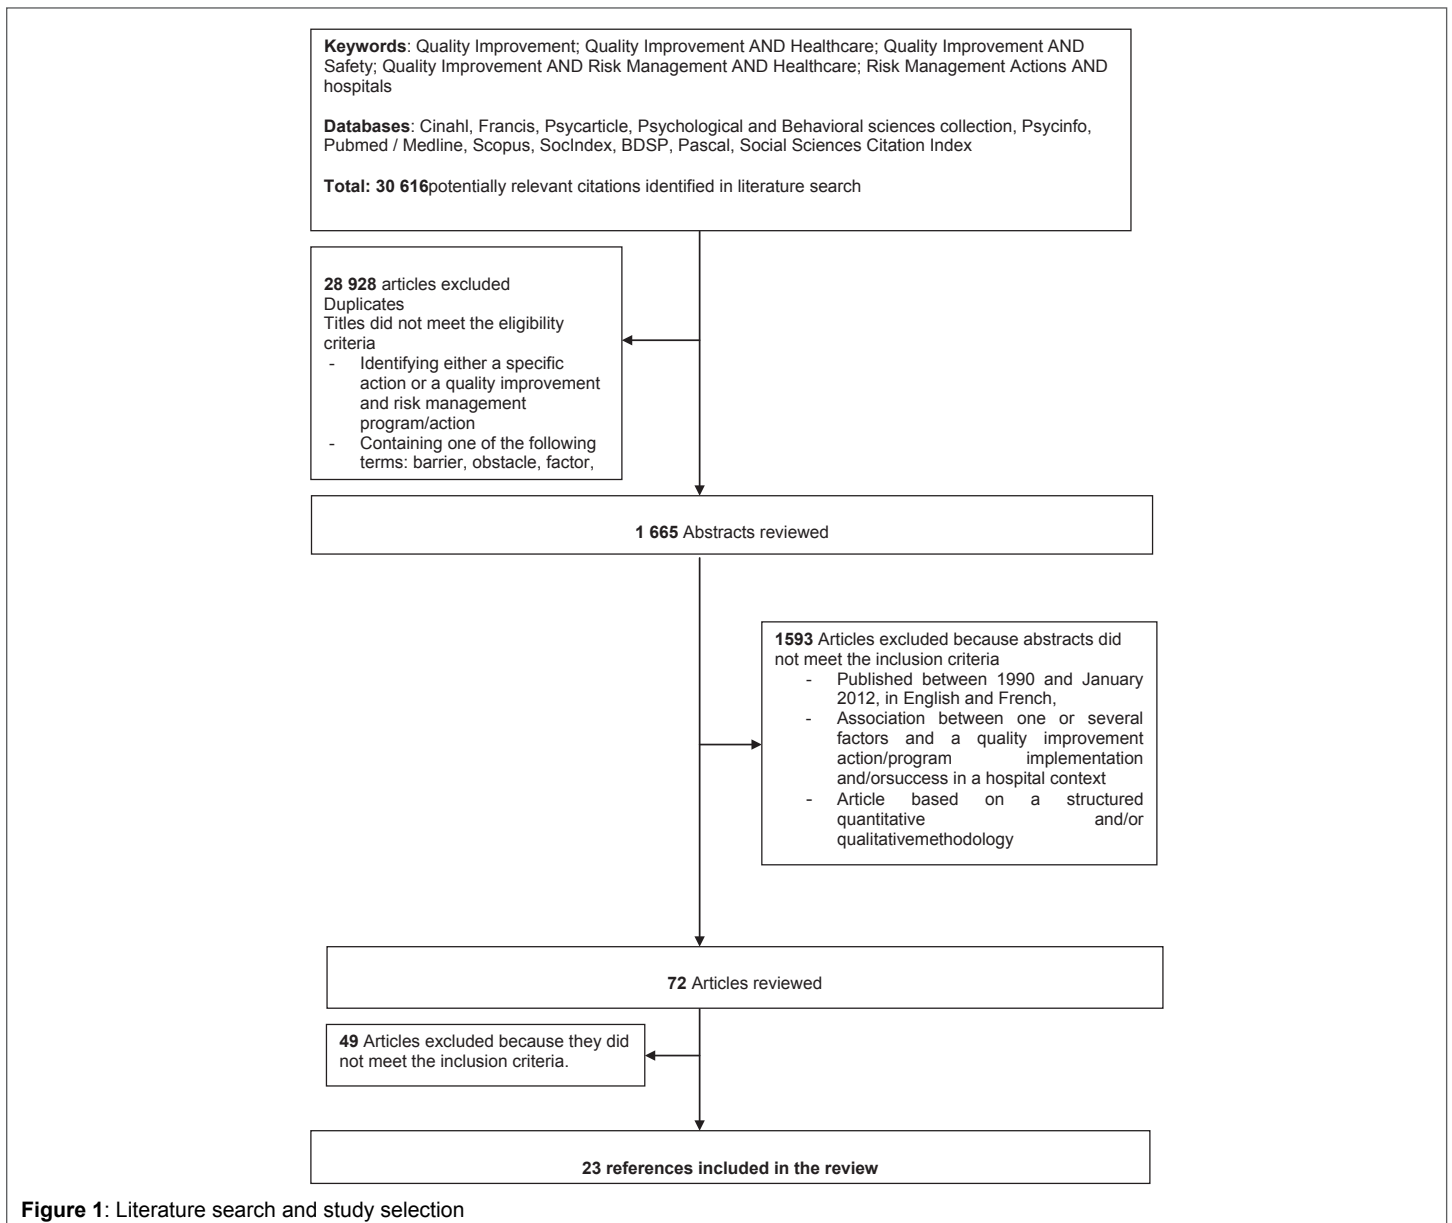 Keywords: Quality Improvement; Quality Improvement AND Healthcare; Quality Improvement AND
Safety; Quality Improvement AND Risk Management AND Healthcare; Risk Management Actions AND
hospitals
Databases: Cinahl, Francis, Psycarticle, Psychological and Behavioral sciences collection, Psycinfo,
Pubmed / Medline, Scopus, SocIndex, BDSP, Pascal, Social Sciences Citation Index
Total: 30 616potentially relevant citations identified in literature search
28 928 articles excluded
Duplicates
Titles did not meet the eligibility
criteria
- Identifying either a specific
action or a quality improvement
and risk management
program/action
- Containing one of the following
terms: barrier, obstacle, factor,
1 665 Abstracts reviewed
1593 Articles excluded because abstracts did
not meet the inclusion criteria
- Published between 1990 and January
2012, in English and French,
- Association between one or several
factors and a quality improvement
action/program implementation
and/orsuccess in a hospital context
- Article based on a structured
quantitative and/or
qualitativemethodology
72 Articles reviewed
49 Articles excluded because they did
not meet the inclusion criteria.
23 references included in the review
Figure 1: Literature search and study selection